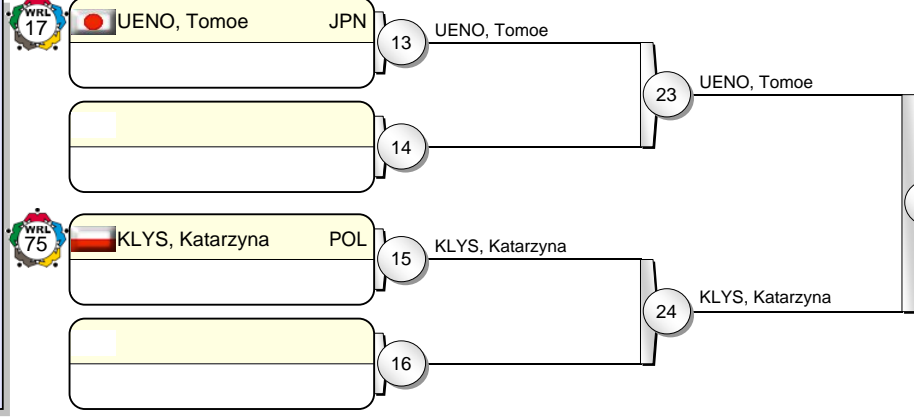 WRL
17
UENO, Tomoe JPN
13
UENO, Tomoe
23
UENO, Tomoe
14
WRL
75
KLYS, Katarzyna POL
15
KLYS, Katarzyna
24
KLYS, Katarzyna
16